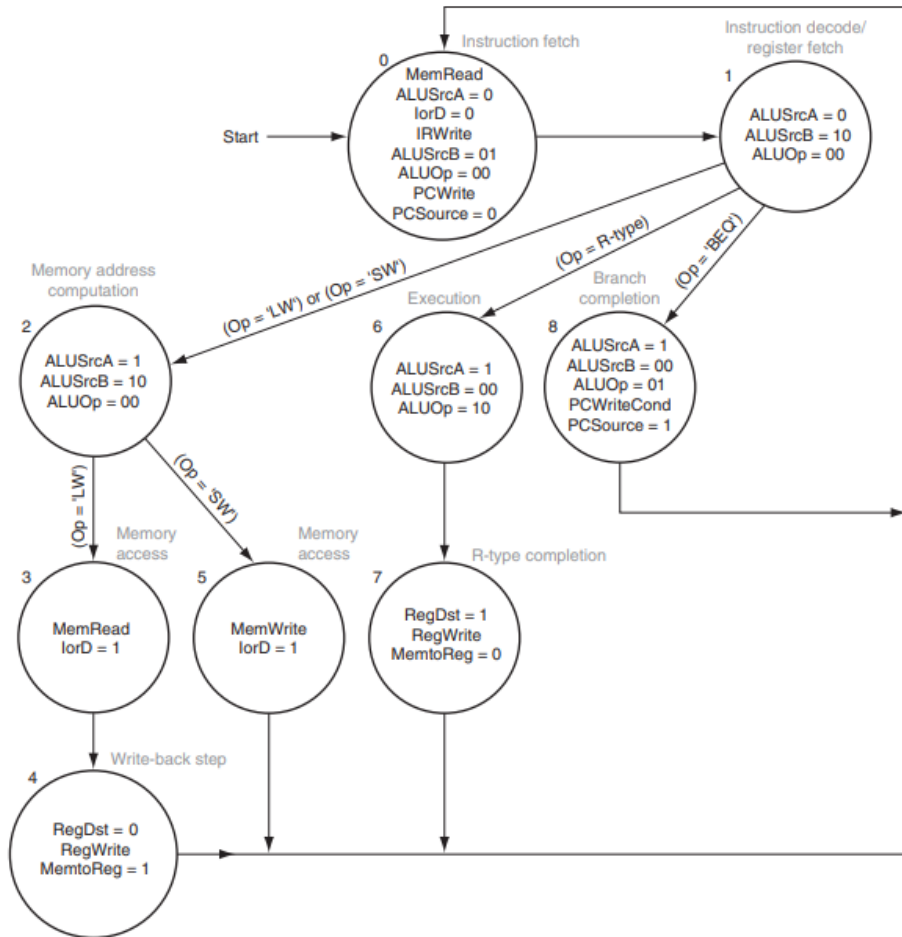 Instruction fetch
0
MemRead
ALUSrcA = 0
IorD = 0
IRWrite
ALUSrcB = 01
ALUOp = 00
PCWrite
PCSource = 0
Start
Instruction decode/
register fetch
1
ALUSrcA = 0
ALUSrcB = 10
ALUOp = 00
(Op = 'LW') or (Op = 'SW')
(Op = R-type)
(Op = 'BEQ')
Memory address
computation
2
ALUSrcA = 1
ALUSrcB = 10
ALUOp = 00
Execution
6
ALUSrcA = 1
ALUSrcB = 00
ALUOp = 10
Branch
completion
8
ALUSrcA = 1
ALUSrcB = 00
ALUOp = 01
PCWriteCond
PCSource = 1
(Op = 'LW')
(Op = 'SW')
Memory
access
3
MemRead
IorD = 1
Memory
access
5
MemWrite
IorD = 1
R-type completion
7
RegDst = 1
RegWrite
MemtoReg = 0
Write-back step
4
RegDst = 0
RegWrite
MemtoReg = 1